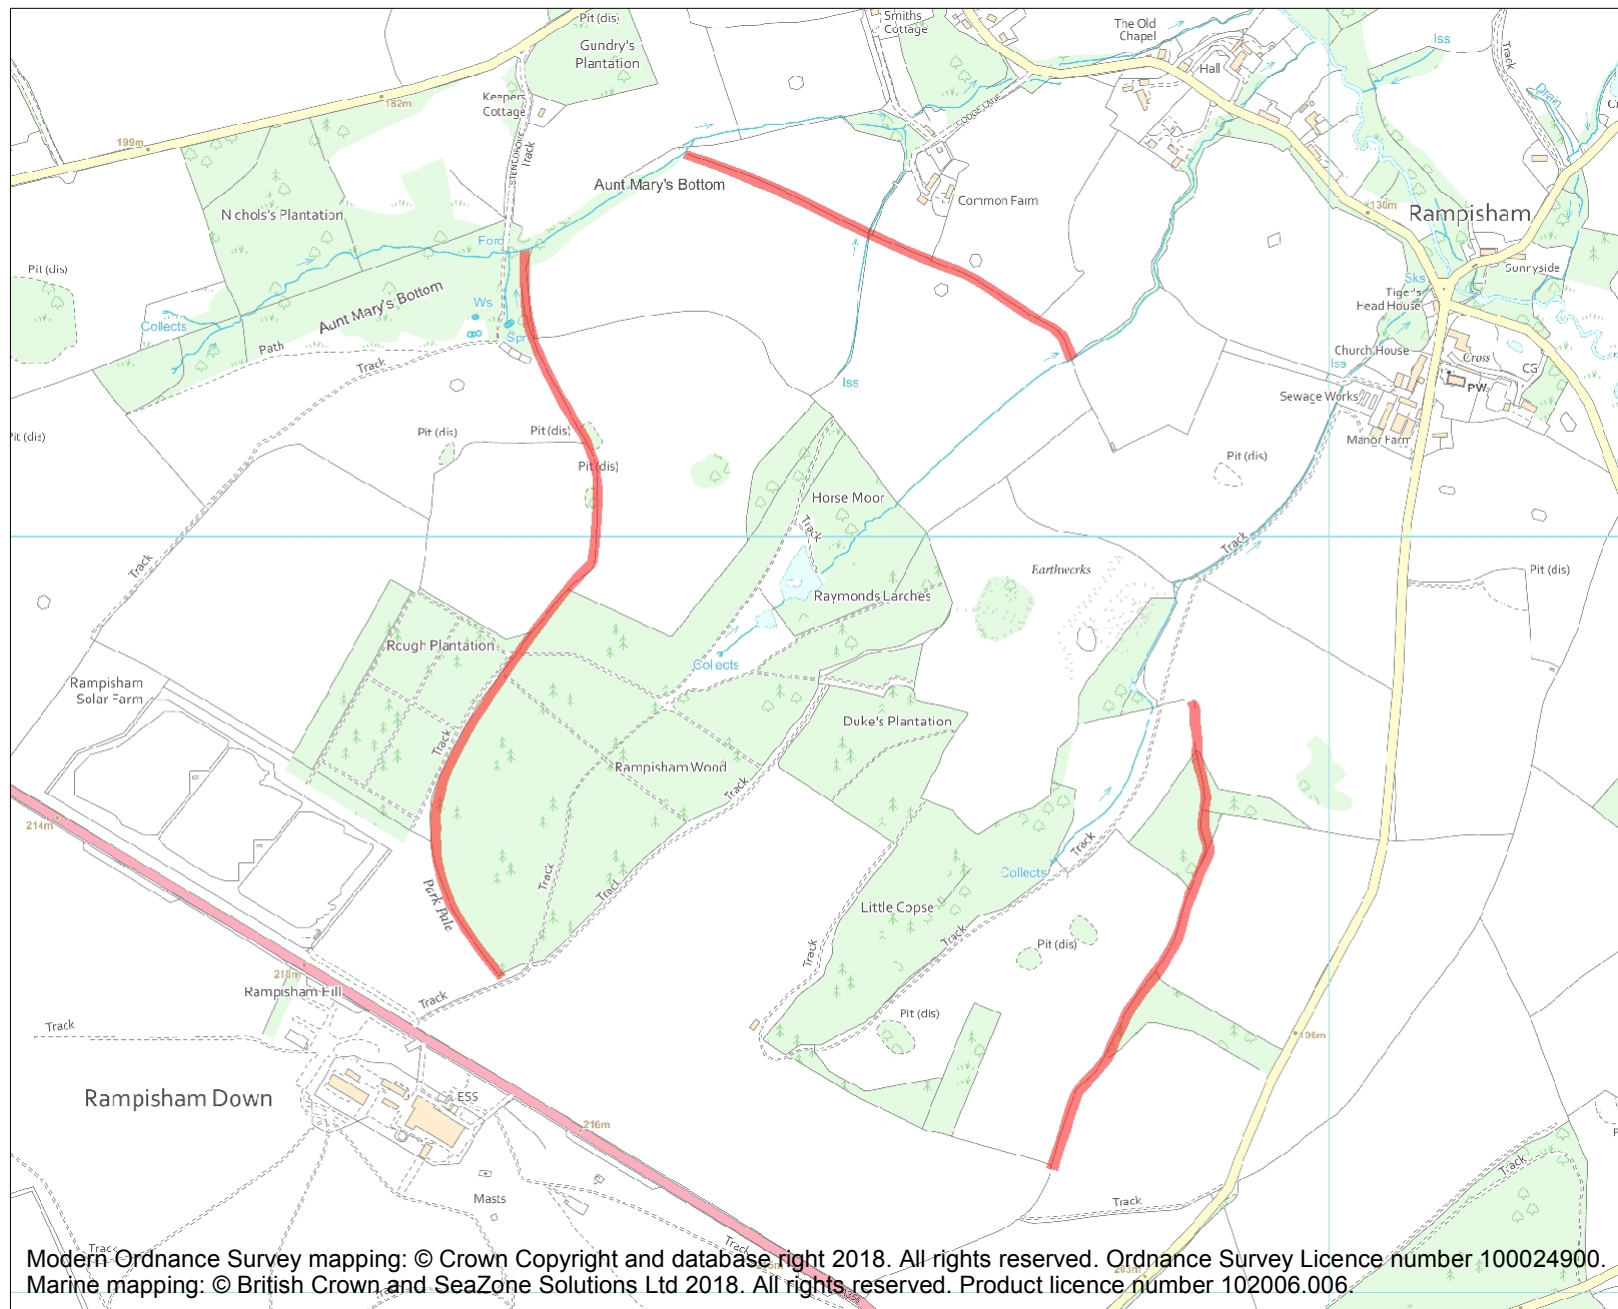 Pit (dis)
Gundry's
Plantation
Smiths
Cottage
The Old
Chapel
Hall
Iss
Track
Drain
182m
Keepers
Cottage
199m
Track
Aunt Mary's Bottom
Common Farm
130m
Rampisham
Nichols's Plantation
Ford
Sunnyside
Pit (dis)
Sks
Tiger's
Head House
Aunt Mary's Bottom
Ws
Collects
Spr
Path
Track
Church House
Cross
CG
Iss
Iss
PW
Sewage Works
Pit (dis)
Pit (dis)
Pit (dis)
Manor Farm
Pit (dis)
Pit (dis)
Horse Moor
Track
Track
Track
Earthworks
Pit (dis)
Raymonds Larches
Rough Plantation
Collects
Rampisham
Solar Farm
Duke's Plantation
Track
Rampisham Wood
Track
214m
Track
Collects
Track
Track
Park Pale
Little Copse
Track
Track
Pit (dis)
218m
Rampisham Hill
Track
Pit (dis)
Track
196m
Rampisham Down
ESS
216m
Track
Masts
Track
Track
Track
Modern Ordnance Survey mapping: © Crown Copyright and database right 2018. All rights reserved. Ordnance Survey Licence number 100024900.
Marine mapping: © British Crown and SeaZone Solutions Ltd 2018. All rights reserved. Product licence number 102006.006.